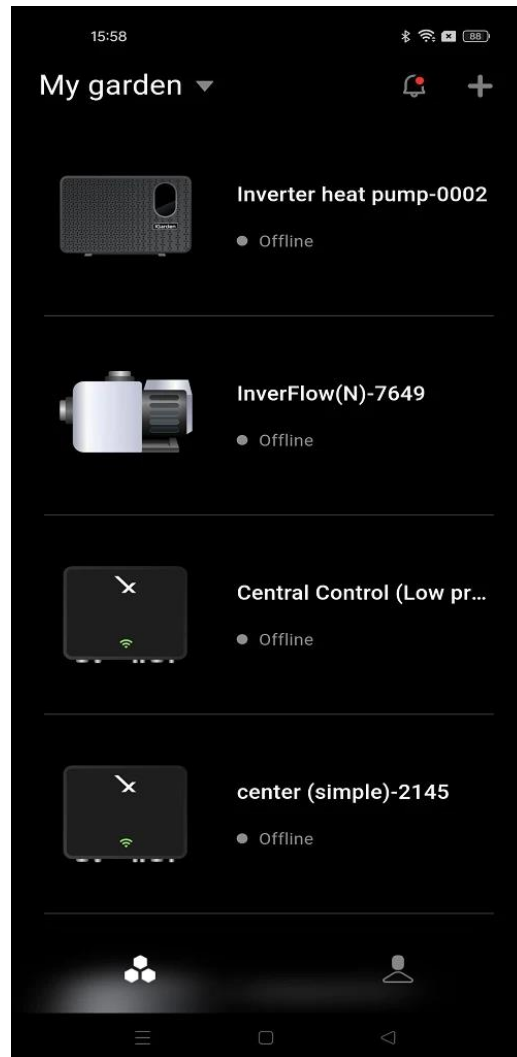 15:58
88
My garden
Inverter heat pump-0002
Offline
InverFlow(N)-7649
Offline
Central Control (Low pr...
Offline
center (simple)-2145
Offline